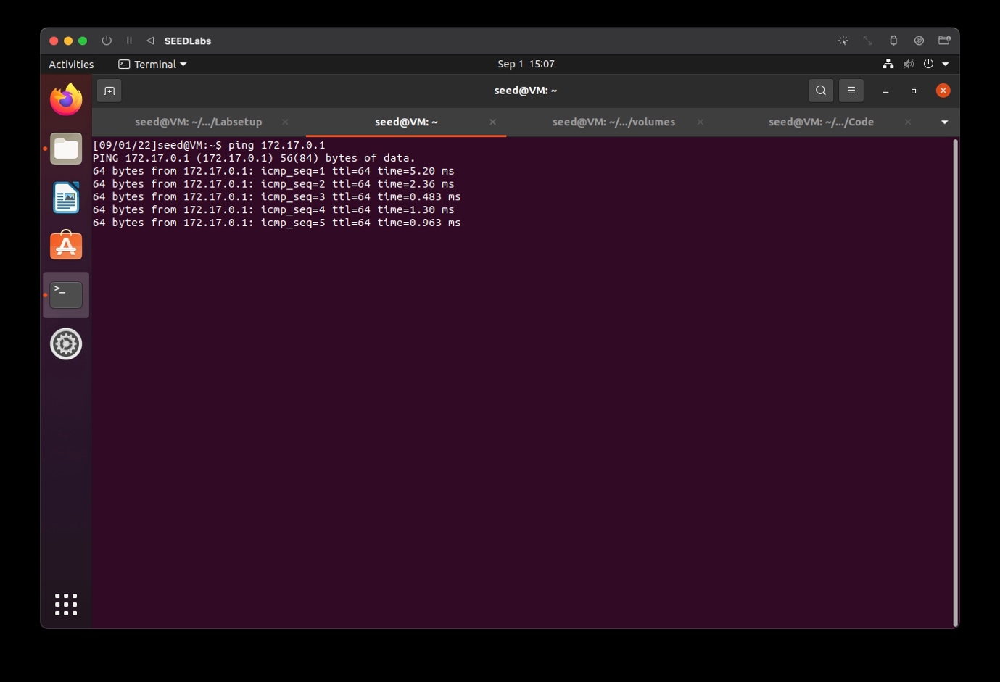 SEEDLabs
Activities
Terminal
Sep 1 15:07
seed@VM: ~
seed@VM: ~/.../Labsetup
seed@VM: ~
seed@VM: ~/.../volumes
seed@VM: ~/.../Code
[09/01/22]seed@VM:~$ ping 172.17.0.1
PING 172.17.0.1 (172.17.0.1) 56(84) bytes of data.
64 bytes from 172.17.0.1: icmp_seq=1 ttl=64 time=5.20 ms
64 bytes from 172.17.0.1: icmp_seq=2 ttl=64 time=2.36 ms
64 bytes from 172.17.0.1: icmp_seq=3 ttl=64 time=0.483 ms
64 bytes from 172.17.0.1: icmp_seq=4 ttl=64 time=1.30 ms
64 bytes from 172.17.0.1: icmp_seq=5 ttl=64 time=0.963 ms